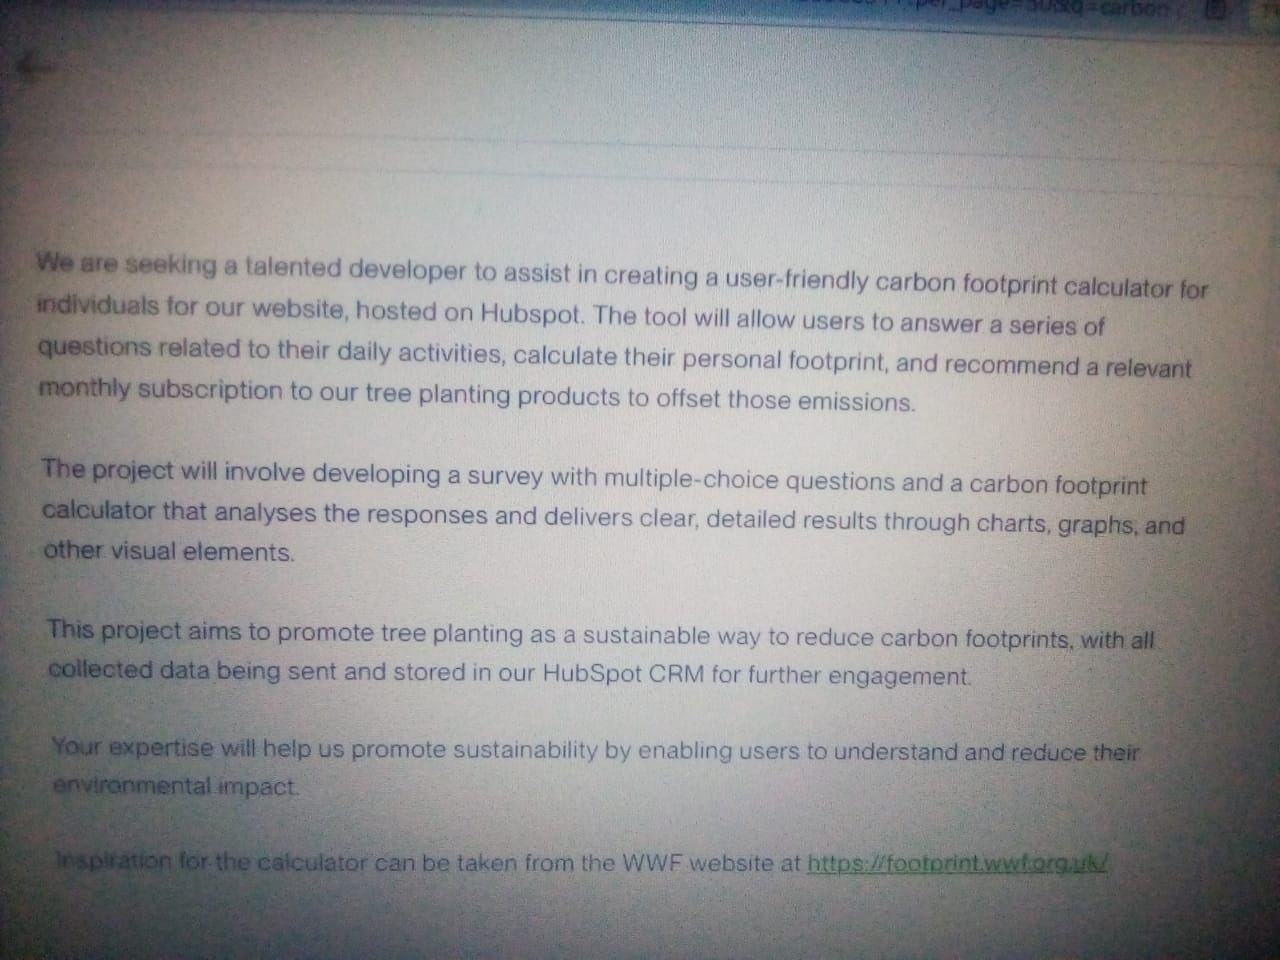 per_page=50&q=carbon
We are seeking a talented developer to assist in creating a user-friendly carbon footprint calculator for
individuals for our website, hosted on Hubspot. The tool will allow users to answer a series of
questions related to their daily activities, calculate their personal footprint, and recommend a relevant
monthly subscription to our tree planting products to offset those emissions.
The project will involve developing a survey with multiple-choice questions and a carbon footprint
calculator that analyses the responses and delivers clear, detailed results through charts, graphs, and
other visual elements.
This project aims to promote tree planting as a sustainable way to reduce carbon footprints, with all
collected data being sent and stored in our HubSpot CRM for further engagement.
Your expertise will help us promote sustainability by enabling users to understand and reduce their
environmental impact.
Inspiration for the calculator can be taken from the WWF website at https://footprint.wwf.org.uk/